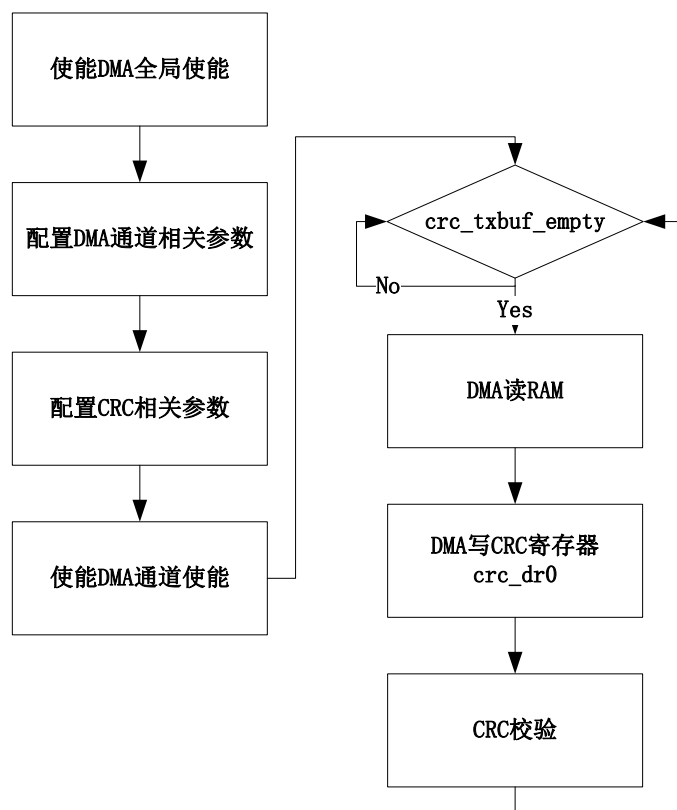 使能DMA全局使能
配置DMA通道相关参数
配置CRC相关参数
使能DMA通道使能
crc_txbuf_empty
No
Yes
DMA读RAM
DMA写CRC寄存器
crc_dr0
CRC校验